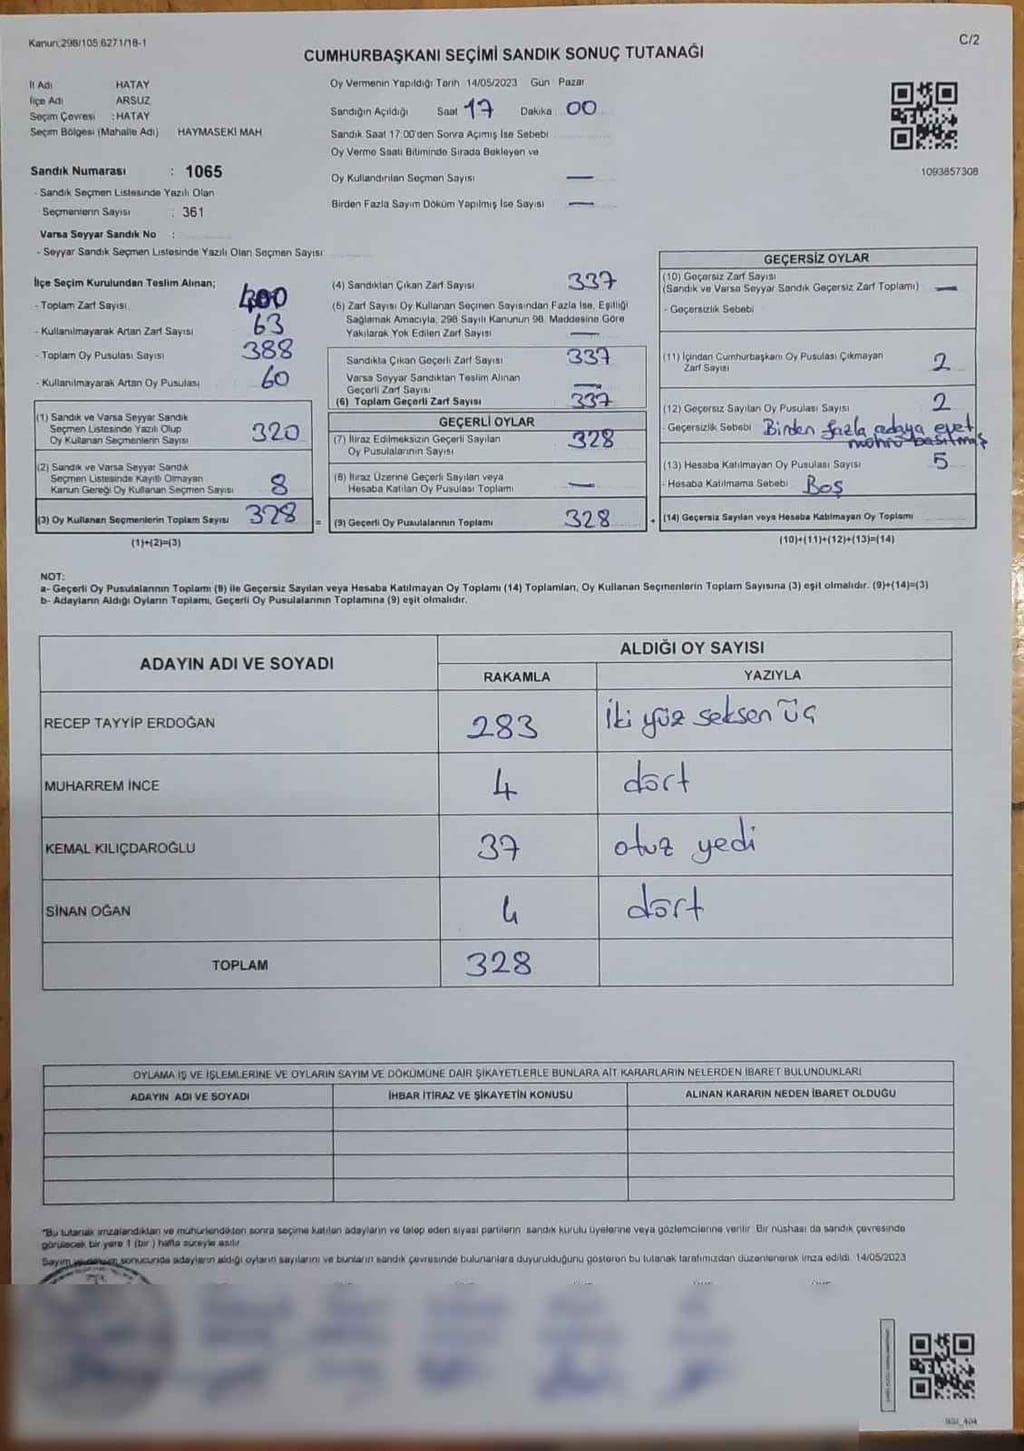 Kanun 298/105 6271/18-1
C/2
CUMHURBAŞKANI SEÇİMİ SANDIK SONUÇ TUTANAĞI
İl Adı HATAY
İlçe Adı ARSUZ
Seçim Çevresi : HATAY
Seçim Bölgesi (Mahalle Adı) HAYMASEKİ MAH
Sandık Numarası : 1065
- Sandık Seçmen Listesinde Yazılı Olan
Seçmenlerin Sayısı : 361
Varsa Seyyar Sandık No :
- Seyyar Sandık Seçmen Listesinde Yazılı Olan Seçmen Sayısı
Oy Vermenin Yapıldığı Tarih 14/05/2023 Gün Pazar
Sandığın Açıldığı Saat 17 Dakika 00
Sandık Saat 17:00'den Sonra Açımış İse Sebebi
Oy Verme Saati Bitiminde Sırada Bekleyen ve
Oy Kullandırılan Seçmen Sayısı —
Birden Fazla Sayım Döküm Yapılmış İse Sayısı —
1093857308
İlçe Seçim Kurulundan Teslim Alınan;
- Toplam Zarf Sayısı 400
- Kullanılmayarak Artan Zarf Sayısı 63
- Toplam Oy Pusulası Sayısı 388
- Kullanılmayarak Artan Oy Pusulası 60
(1) Sandık ve Varsa Seyyar Sandık
Seçmen Listesinde Yazılı Olup
Oy Kullanan Seçmenlerin Sayısı 320
(2) Sandık ve Varsa Seyyar Sandık
Seçmen Listesinde Kayıtlı Olmayan
Kanun Gereği Oy Kullanan Seçmen Sayısı 8
(3) Oy Kullanan Seçmenlerin Toplam Sayısı 328 =
(1)+(2)=(3)
(4) Sandıktan Çıkan Zarf Sayısı 337
(5) Zarf Sayısı Oy Kullanan Seçmen Sayısından Fazla İse, Eşitliği
Sağlamak Amacıyla, 298 Sayılı Kanunun 98. Maddesine Göre
Yakılarak Yok Edilen Zarf Sayısı —
Sandıkta Çıkan Geçerli Zarf Sayısı 337
Varsa Seyyar Sandıktan Teslim Alınan
Geçerli Zarf Sayısı —
(6) Toplam Geçerli Zarf Sayısı 337
GEÇERLİ OYLAR
(7) İtiraz Edilmeksizin Geçerli Sayılan
Oy Pusulalarının Sayısı 328
(8) İtiraz Üzerine Geçerli Sayılan veya
Hesaba Katılan Oy Pusulası Toplamı —
(9) Geçerli Oy Pusulalarının Toplamı 328 +
GEÇERSİZ OYLAR
(10) Geçersiz Zarf Sayısı
(Sandık ve Varsa Seyyar Sandık Geçersiz Zarf Toplamı) —
- Geçersizlik Sebebi
(11) İçinden Cumhurbaşkanı Oy Pusulası Çıkmayan
Zarf Sayısı 2
(12) Geçersiz Sayılan Oy Pusulası Sayısı 2
- Geçersizlik Sebebi Birden fazla adaya evet
mührü basılmış
(13) Hesaba Katılmayan Oy Pusulası Sayısı 5
- Hesaba Katılmama Sebebi Boş
(14) Geçersiz Sayılan veya Hesaba Katılmayan Oy Toplamı
(10)+(11)+(12)+(13)=(14)
NOT:
a- Geçerli Oy Pusulalarının Toplamı (9) ile Geçersiz Sayılan veya Hesaba Katılmayan Oy Toplamı (14) Toplamları, Oy Kullanan Seçmenlerin Toplam Sayısına (3) eşit olmalıdır. (9)+(14)=(3)
b- Adayların Aldığı Oyların Toplamı, Geçerli Oy Pusulalarının Toplamına (9) eşit olmalıdır.
ADAYIN ADI VE SOYADI ALDIĞI OY SAYISI
RAKAMLA YAZIYLA
RECEP TAYYİP ERDOĞAN 283 İki yüz seksen üç
MUHARREM İNCE 4 dört
KEMAL KILIÇDAROĞLU 37 otuz yedi
SİNAN OĞAN 4 dört
TOPLAM 328
OYLAMA İŞ VE İŞLEMLERİNE VE OYLARIN SAYIM VE DÖKÜMÜNE DAİR ŞİKAYETLERLE BUNLARA AİT KARARLARIN NELERDEN İBARET BULUNDUKLARI
ADAYIN ADI VE SOYADI İHBAR İTİRAZ VE ŞİKAYETİN KONUSU ALINAN KARARIN NEDEN İBARET OLDUĞU
*Bu tutanak imzalandıktan ve mühürlendikten sonra seçime katılan adayların ve talep eden siyasi partilerin sandık kurulu üyelerine veya gözlemcilerine verilir. Bir nüshası da sandık çevresinde
görülecek bir yere 1 (bir) hafta süreyle asılır.
Sayım ve döküm sonucunda adayların aldığı oyların sayılarını ve bunların sandık çevresinde bulunanlara duyurulduğunu gösteren bu tutanak tarafımızdan düzenlenerek imza edildi. 14/05/2023